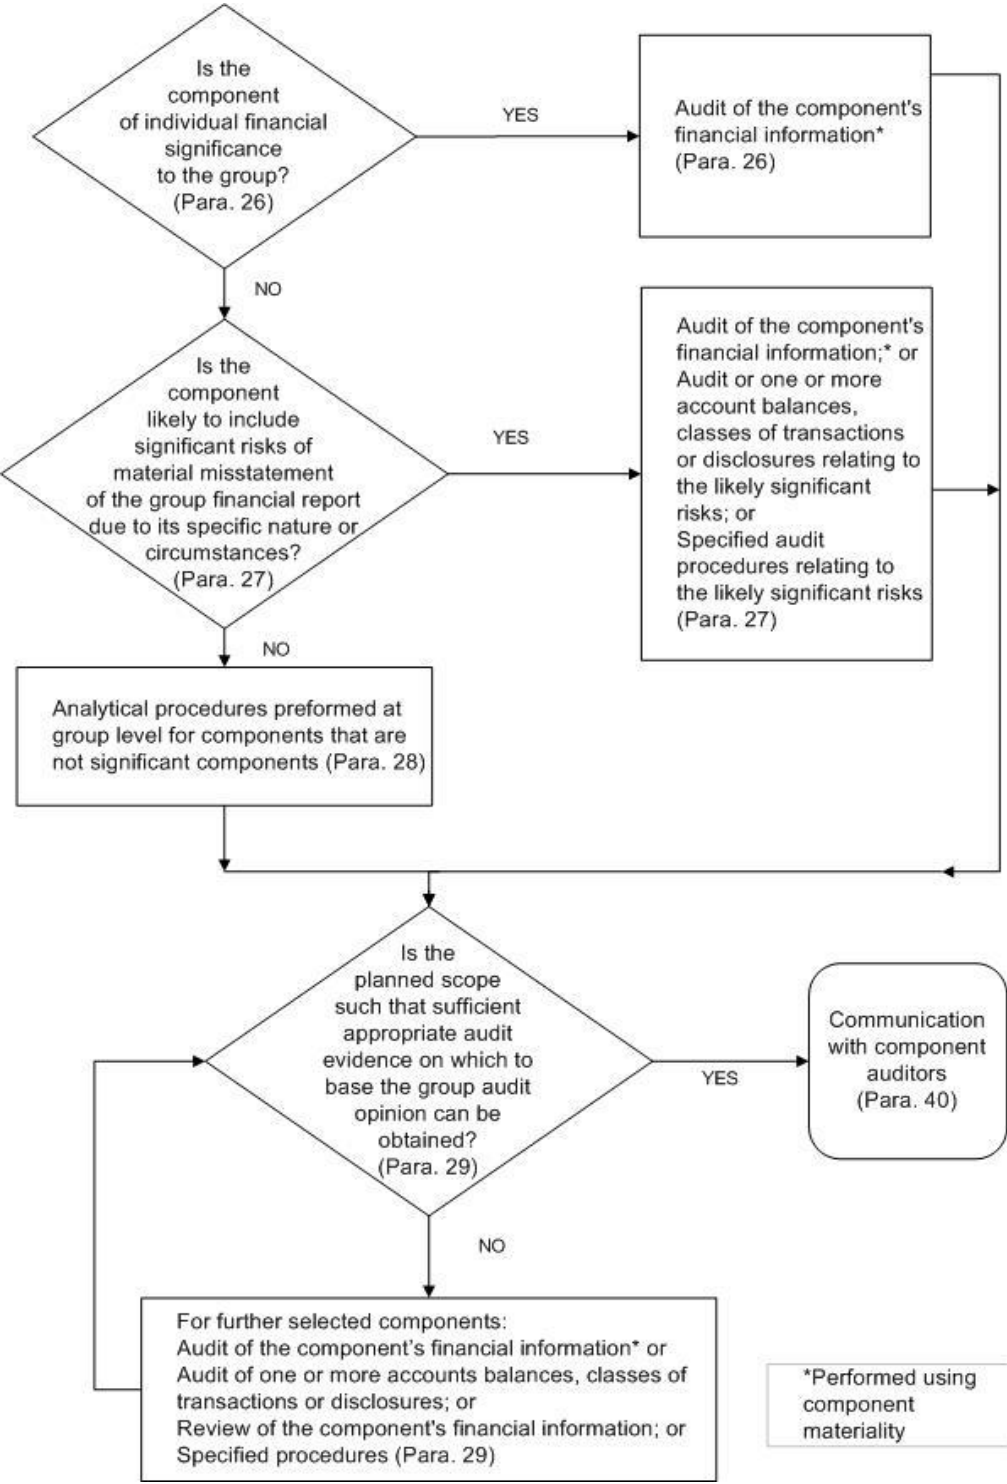 Is the
component
of individual financial
significance
to the group?
(Para. 26)
YES
Audit of the component's
financial information*
(Para. 26)
NO
Is the
component
likely to include
significant risks of
material misstatement
of the group financial report
due to its specific nature or
circumstances?
(Para. 27)
YES
Audit of the component's
financial information;* or
Audit or one or more
account balances,
classes of transactions
or disclosures relating to
the likely significant
risks; or
Specified audit
procedures relating to
the likely significant risks
(Para. 27)
NO
Analytical procedures preformed at
group level for components that are
not significant components (Para. 28)
Is the
planned scope
such that sufficient
appropriate audit
evidence on which to
base the group audit
opinion can be
obtained?
(Para. 29)
YES
Communication
with component
auditors
(Para. 40)
NO
For further selected components:
Audit of the component's financial information* or
Audit of one or more accounts balances, classes of
transactions or disclosures; or
Review of the component's financial information; or
Specified procedures (Para. 29)
*Performed using
component
materiality